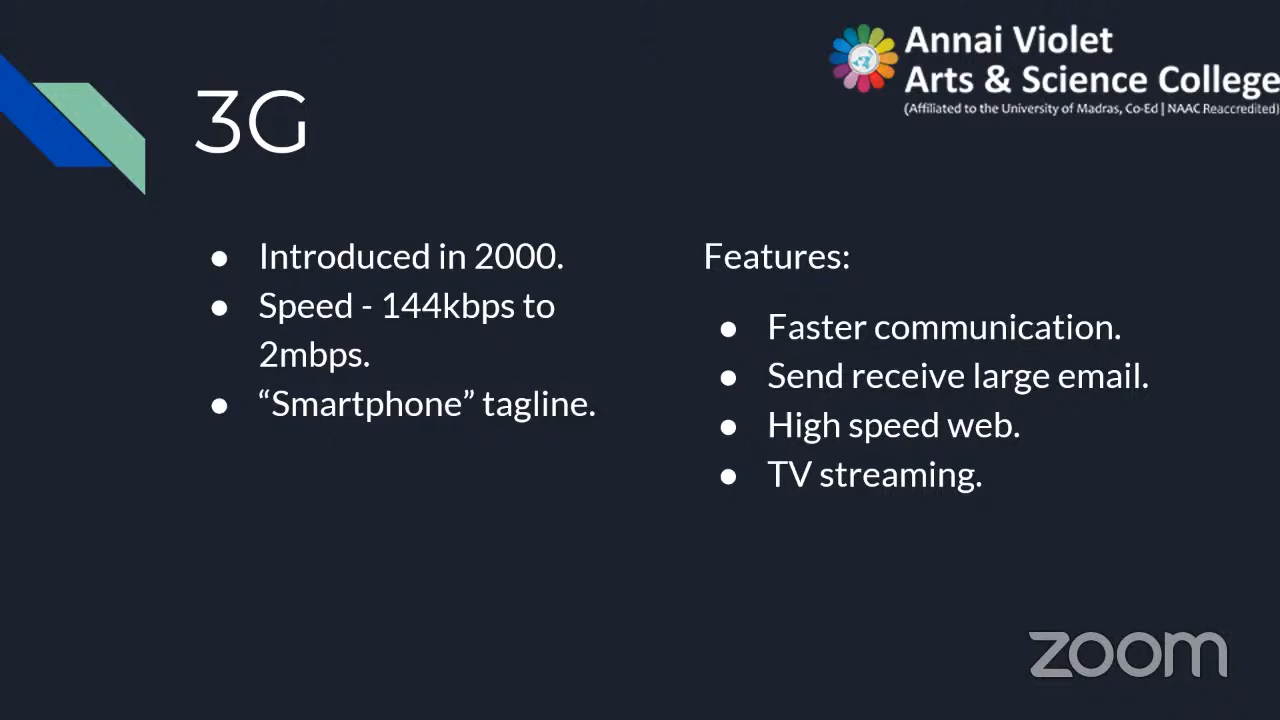 Annai Violet
Arts & Science College
(Affiliated to the University of Madras, Co-Ed | NAAC Reaccredited)
3G
● Introduced in 2000.
● Speed - 144kbps to
2mbps.
● “Smartphone” tagline.
Features:
● Faster communication.
● Send receive large email.
● High speed web.
● TV streaming.
zoom